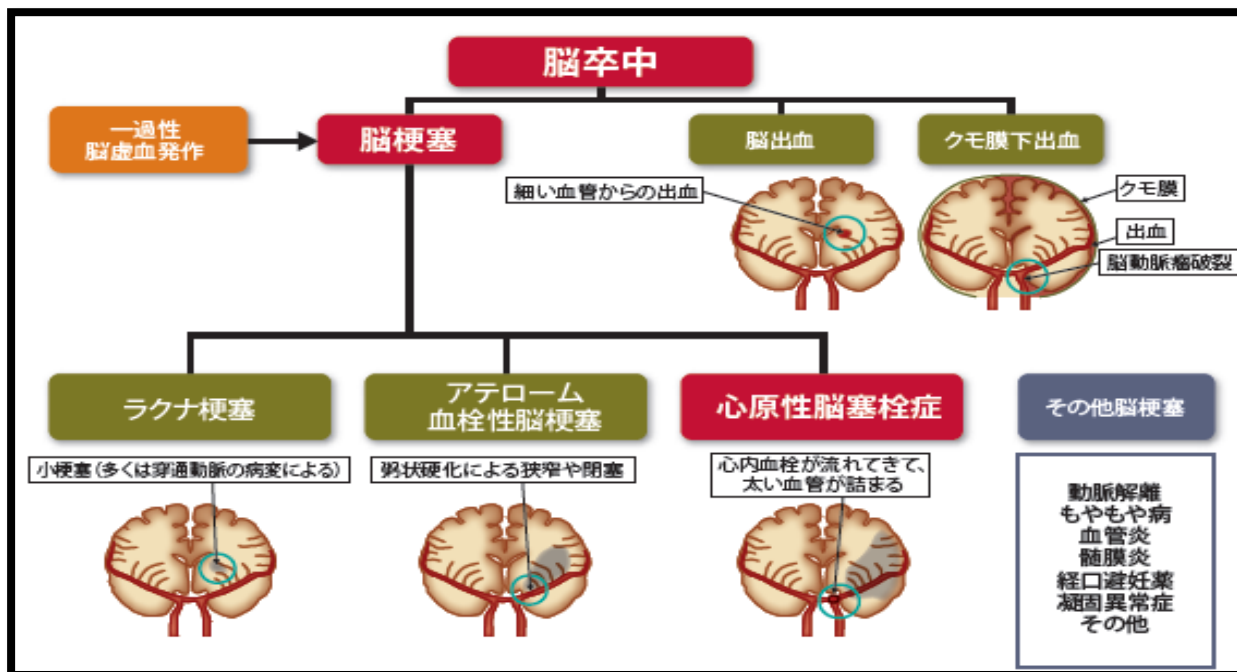 脳卒中
一過性
脳虚血発作
脳梗塞
脳出血
クモ膜下出血
細い血管からの出血
クモ膜
出血
脳動脈瘤破裂
ラクナ梗塞
アテローム
血栓性脳梗塞
心原性脳塞栓症
その他脳梗塞
小梗塞(多くは穿通動脈の病変による)
粥状硬化による狭窄や閉塞
心内血栓が流れてきて、
太い血管が詰まる
動脈解離
もやもや病
血管炎
髄膜炎
経口避妊薬
凝固異常症
その他